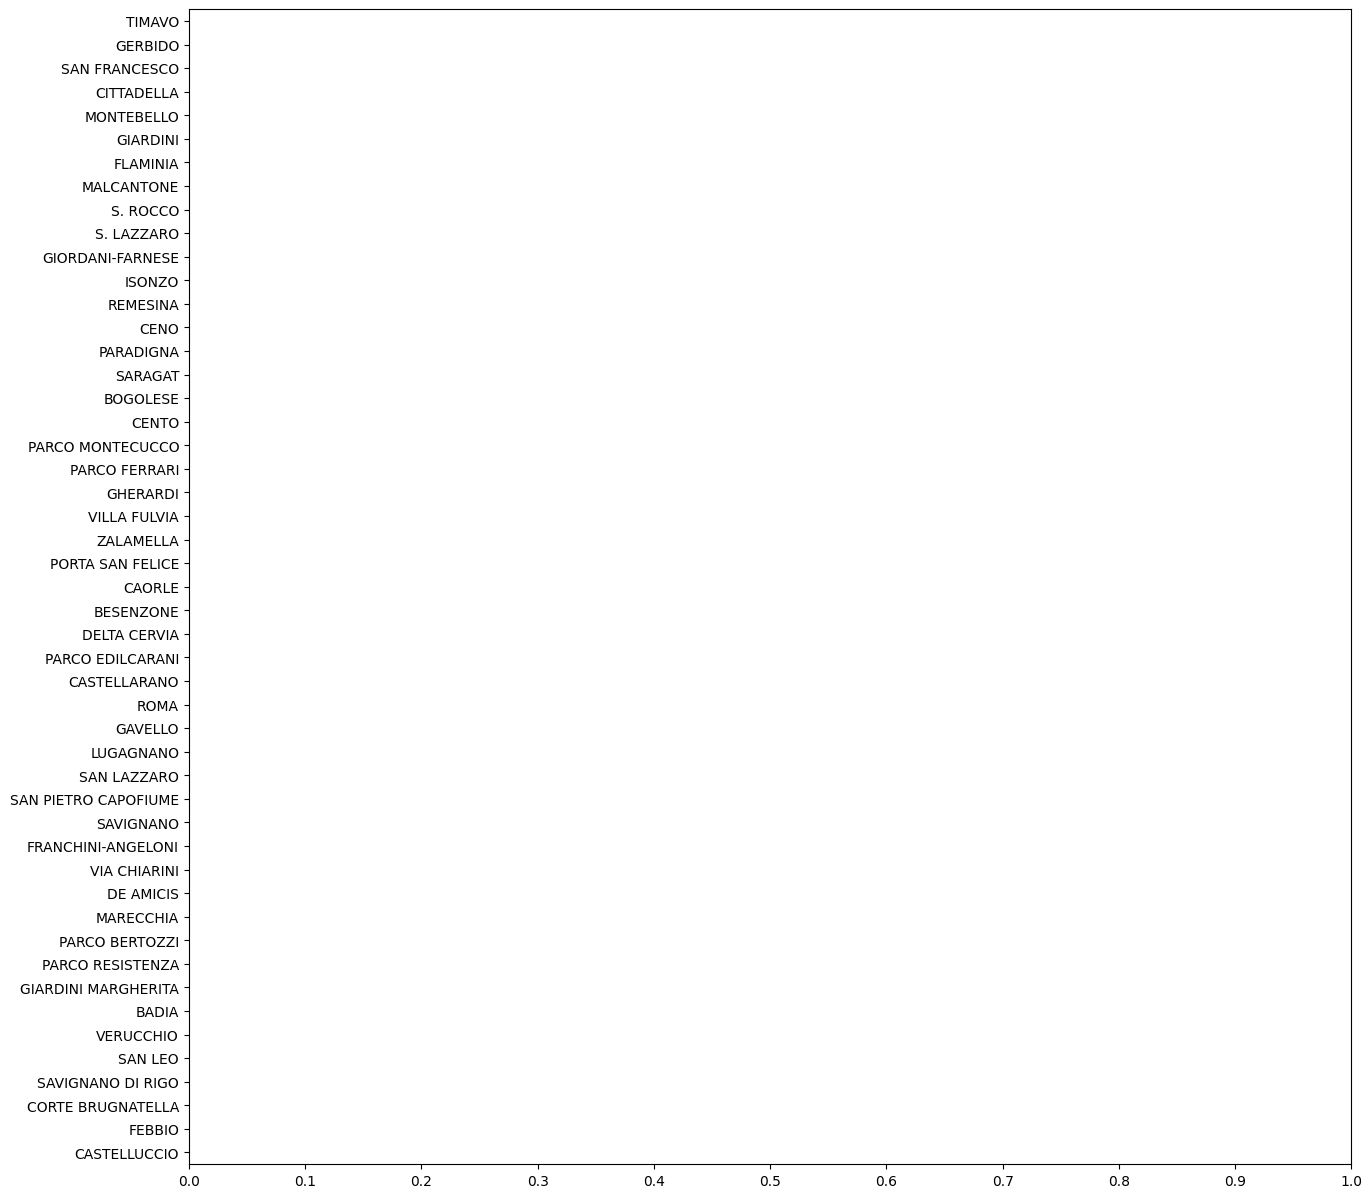 TIMAVO
GERBIDO
SAN FRANCESCO
CITTADELLA
MONTEBELLO
GIARDINI
FLAMINIA
MALCANTONE
S. ROCCO
S. LAZZARO
GIORDANI-FARNESE
ISONZO
REMESINA
CENO
PARADIGNA
SARAGAT
BOGOLESE
CENTO
PARCO MONTECUCCO
PARCO FERRARI
GHERARDI
VILLA FULVIA
ZALAMELLA
PORTA SAN FELICE
CAORLE
BESENZONE
DELTA CERVIA
PARCO EDILCARANI
CASTELLARANO
ROMA
GAVELLO
LUGAGNANO
SAN LAZZARO
SAN PIETRO CAPOFIUME
SAVIGNANO
FRANCHINI-ANGELONI
VIA CHIARINI
DE AMICIS
MARECCHIA
PARCO BERTOZZI
PARCO RESISTENZA
GIARDINI MARGHERITA
BADIA
VERUCCHIO
SAN LEO
SAVIGNANO DI RIGO
CORTE BRUGNATELLA
FEBBIO
CASTELLUCCIO
0.0 0.1 0.2 0.3 0.4 0.5 0.6 0.7 0.8 0.9 1.0